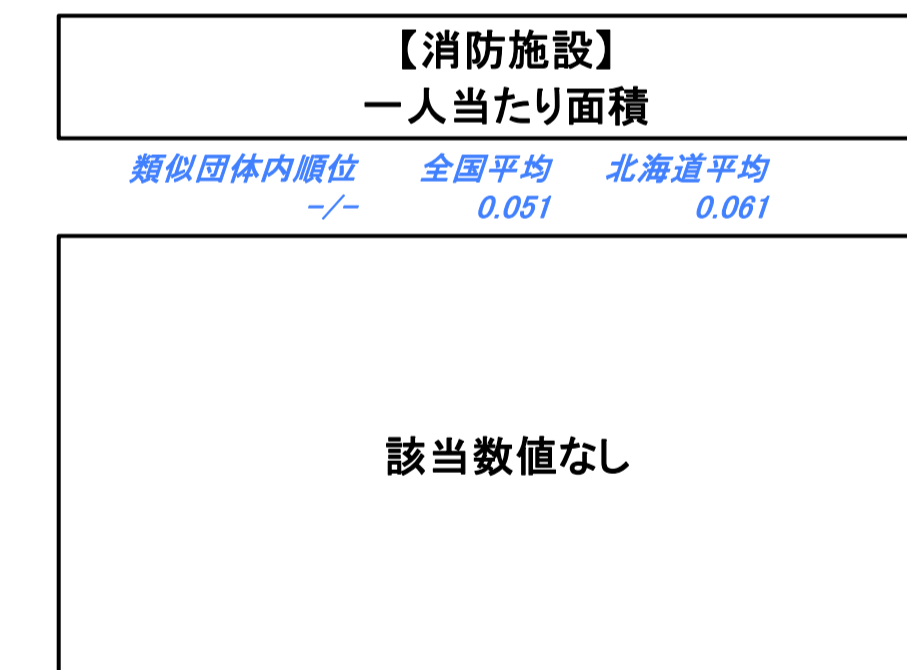 【消防施設】
一人当たり面積
類似団体内順位 全国平均 北海道平均
-/- 0.051 0.061
該当数値なし